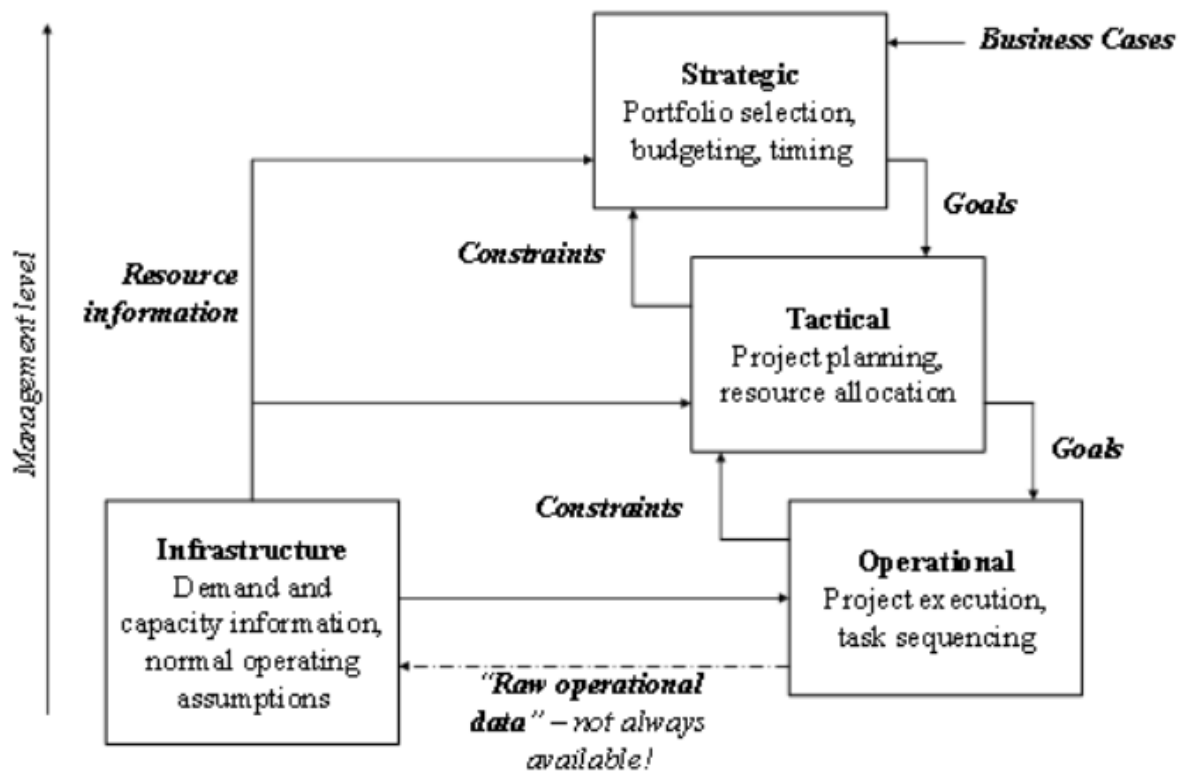 Business Cases
Strategic
Portfolio selection,
budgeting, timing
Goals
Constraints
Resource
information
Management level
Tactical
Project planning,
resource allocation
Goals
Constraints
Infrastructure
Demand and
capacity information,
normal operating
assumptions
Operational
Project execution,
task sequencing
“Raw operational
data” – not always
available!